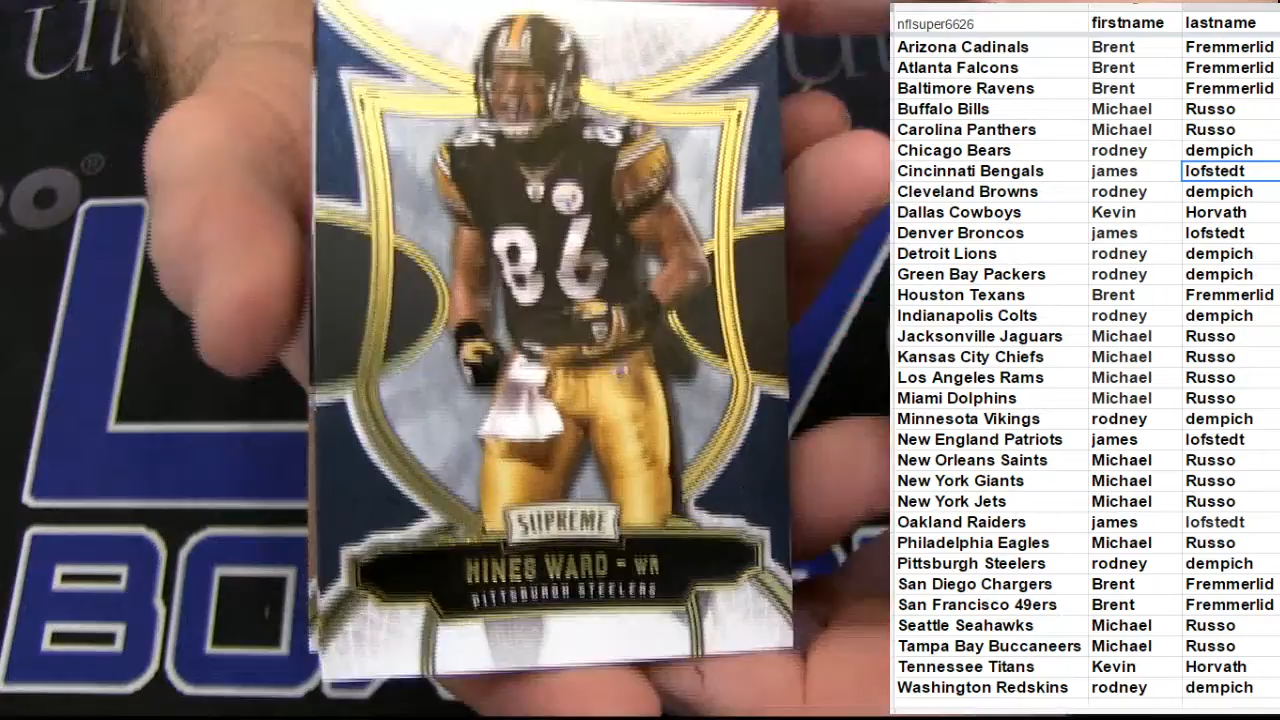 nflsuper6626 firstname lastname
Arizona Cadinals Brent Fremmerlid
Atlanta Falcons Brent Fremmerlid
Baltimore Ravens Brent Fremmerlid
Buffalo Bills Michael Russo
Carolina Panthers Michael Russo
Chicago Bears rodney dempich
Cincinnati Bengals james lofstedt
Cleveland Browns rodney dempich
Dallas Cowboys Kevin Horvath
Denver Broncos james lofstedt
Detroit Lions rodney dempich
Green Bay Packers rodney dempich
Houston Texans Brent Fremmerlid
Indianapolis Colts rodney dempich
Jacksonville Jaguars Michael Russo
Kansas City Chiefs Michael Russo
Los Angeles Rams Michael Russo
Miami Dolphins Michael Russo
Minnesota Vikings rodney dempich
New England Patriots james lofstedt
New Orleans Saints Michael Russo
New York Giants Michael Russo
New York Jets Michael Russo
Oakland Raiders james lofstedt
Philadelphia Eagles Michael Russo
Pittsburgh Steelers rodney dempich
San Diego Chargers Brent Fremmerlid
San Francisco 49ers Brent Fremmerlid
Seattle Seahawks Michael Russo
Tampa Bay Buccaneers Michael Russo
Tennessee Titans Kevin Horvath
Washington Redskins rodney dempich
86
86
SUPREME
HINES WARD - WR
PITTSBURGH STEELERS
L
BO